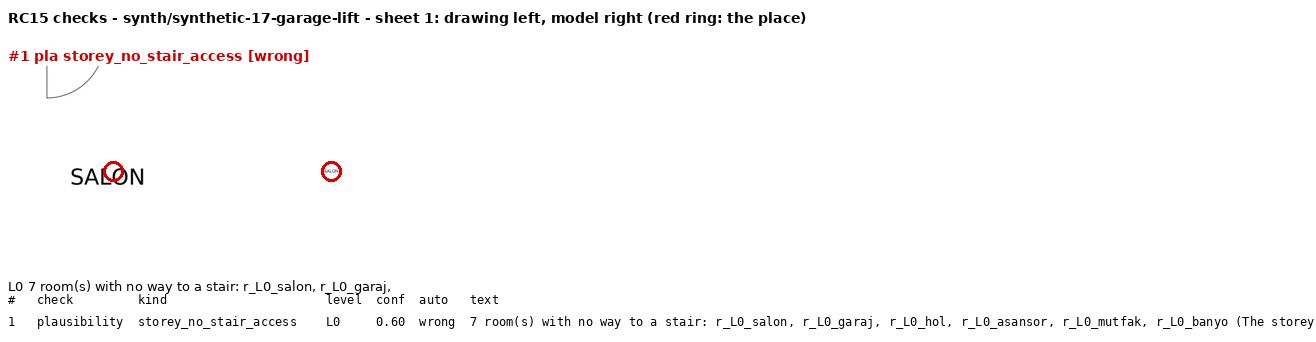 RC15 checks - synth/synthetic-17-garage-lift - sheet 1: drawing left, model right (red ring: the place)
#1 pla storey_no_stair_access [wrong]
SALON
SALON
L0 7 room(s) with no way to a stair: r_L0_salon, r_L0_garaj,
# check kind level conf auto text
1 plausibility storey_no_stair_access L0 0.60 wrong 7 room(s) with no way to a stair: r_L0_salon, r_L0_garaj, r_L0_hol, r_L0_asansor, r_L0_mutfak, r_L0_banyo (The storey